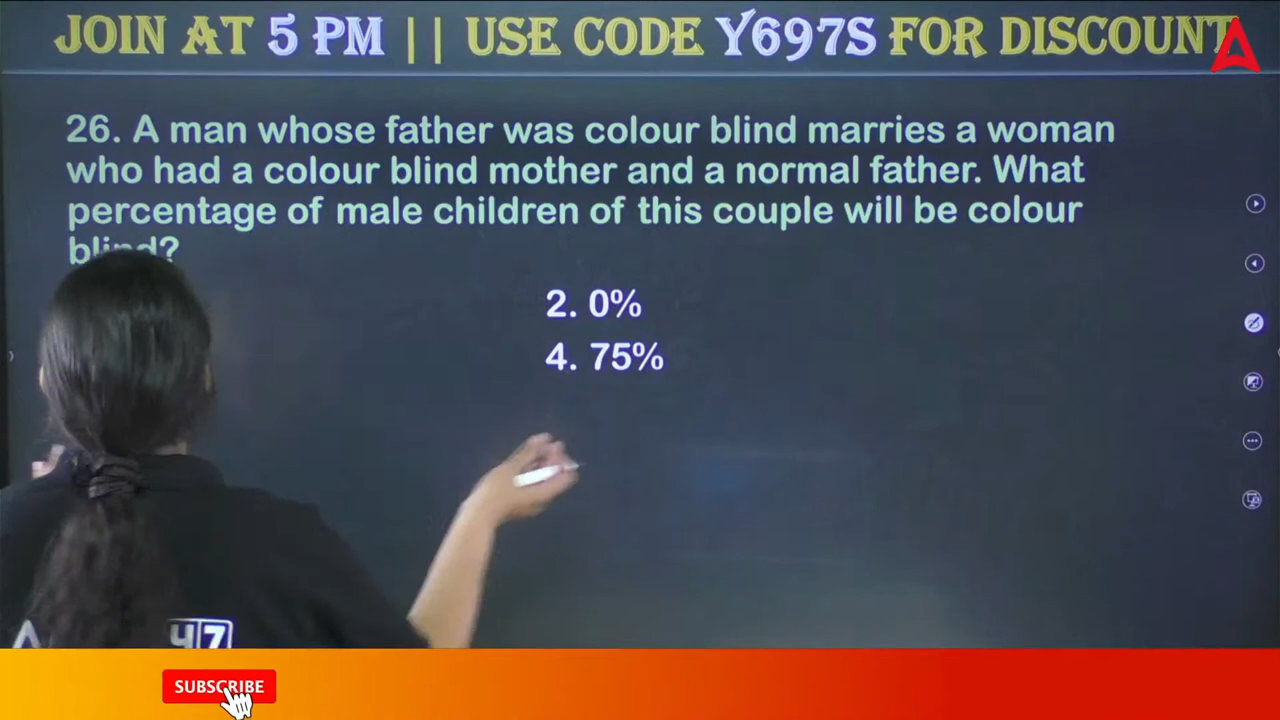 JOIN AT 5 PM || USE CODE Y697S FOR DISCOUNT
26. A man whose father was colour blind marries a woman
who had a colour blind mother and a normal father. What
percentage of male children of this couple will be colour
blind?
2. 0%
4. 75%
47
SUBSCRIBE